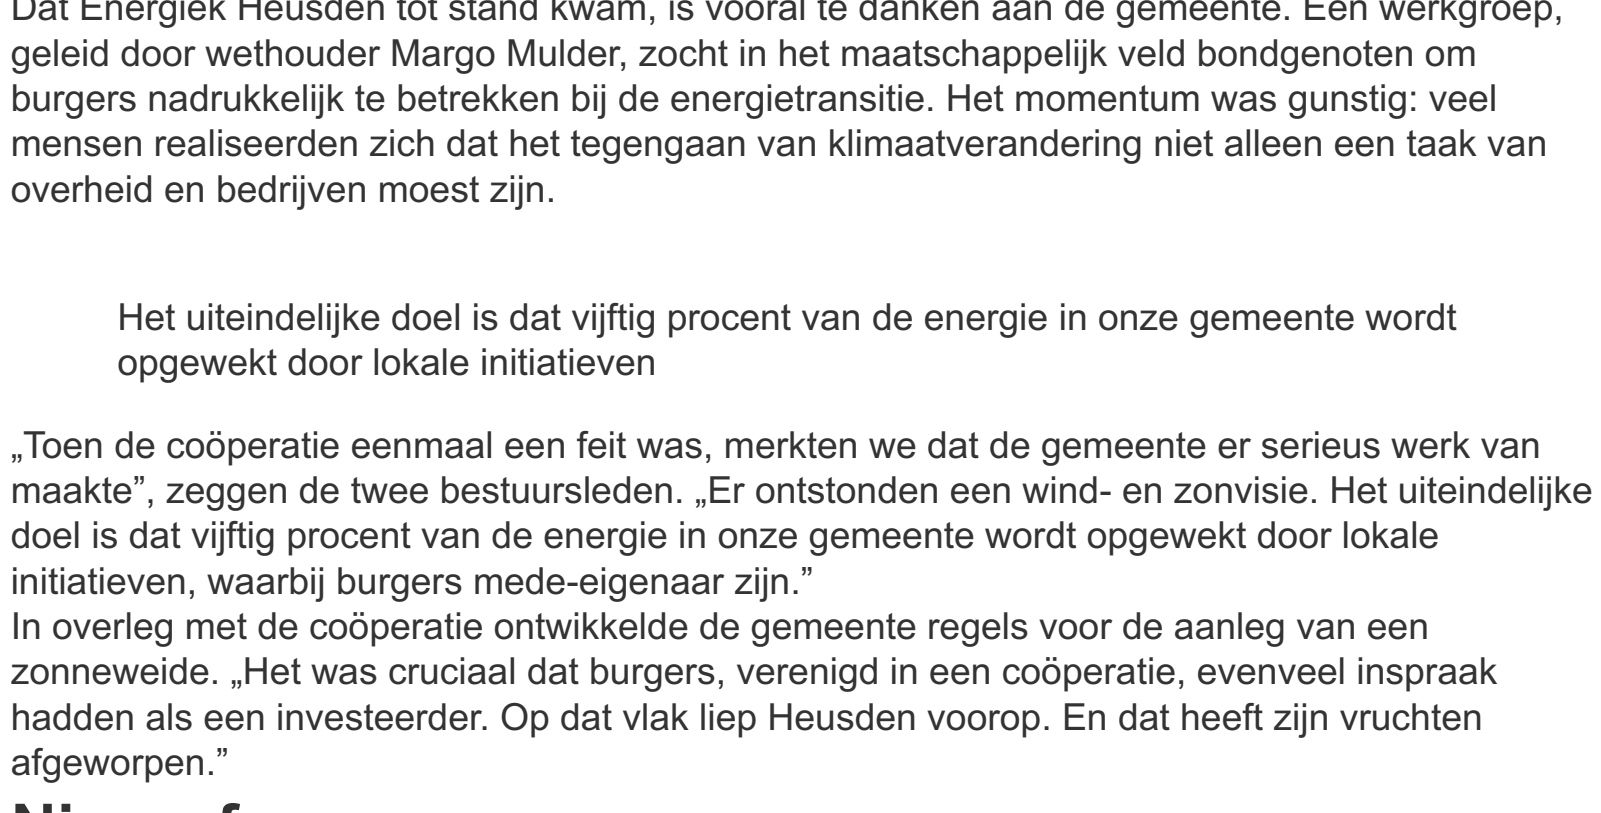 Dat Energiek Heusden tot stand kwam, is vooral te danken aan de gemeente. Een werkgroep,
geleid door wethouder Margo Mulder, zocht in het maatschappelijk veld bondgenoten om
burgers nadrukkelijk te betrekken bij de energietransitie. Het momentum was gunstig: veel
mensen realiseerden zich dat het tegengaan van klimaatverandering niet alleen een taak van
overheid en bedrijven moest zijn.
Het uiteindelijke doel is dat vijftig procent van de energie in onze gemeente wordt
opgewekt door lokale initiatieven
„Toen de coöperatie eenmaal een feit was, merkten we dat de gemeente er serieus werk van
maakte”, zeggen de twee bestuursleden. „Er ontstonden een wind- en zonvisie. Het uiteindelijke
doel is dat vijftig procent van de energie in onze gemeente wordt opgewekt door lokale
initiatieven, waarbij burgers mede-eigenaar zijn.”
In overleg met de coöperatie ontwikkelde de gemeente regels voor de aanleg van een
zonneweide. „Het was cruciaal dat burgers, verenigd in een coöperatie, evenveel inspraak
hadden als een investeerder. Op dat vlak liep Heusden voorop. En dat heeft zijn vruchten
afgeworpen.”